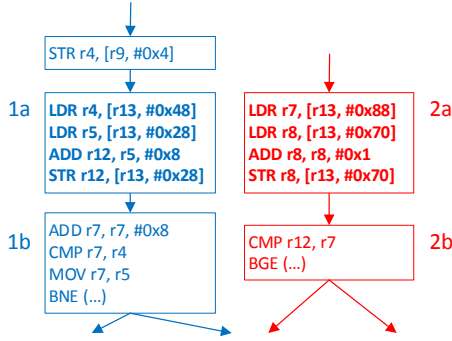 STR r4, [r9, #0x4]
1a
LDR r4, [r13, #0x48]
LDR r5, [r13, #0x28]
ADD r12, r5, #0x8
STR r12, [r13, #0x28]
1b
ADD r7, r7, #0x8
CMP r7, r4
MOV r7, r5
BNE (...)
2a
LDR r7, [r13, #0x88]
LDR r8, [r13, #0x70]
ADD r8, r8, #0x1
STR r8, [r13, #0x70]
2b
CMP r12, r7
BGE (...)